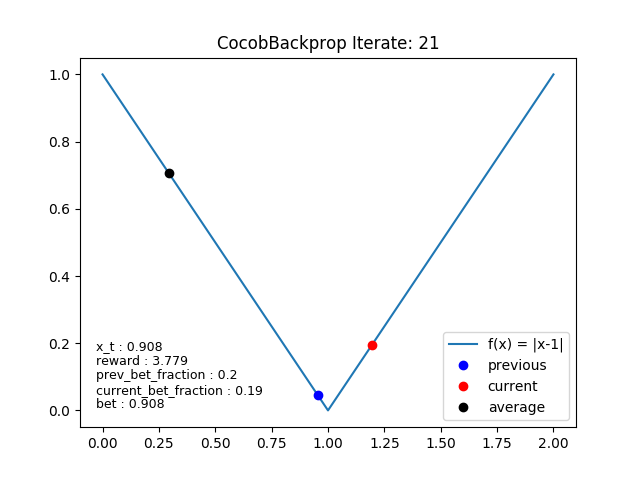 CocobBackprop Iterate: 21
1.0
0.8
0.6
0.4
0.2
0.0
x_t : 0.908
reward : 3.779
prev_bet_fraction : 0.2
current_bet_fraction : 0.19
bet : 0.908
f(x) = |x-1|
previous
current
average
0.00 0.25 0.50 0.75 1.00 1.25 1.50 1.75 2.00